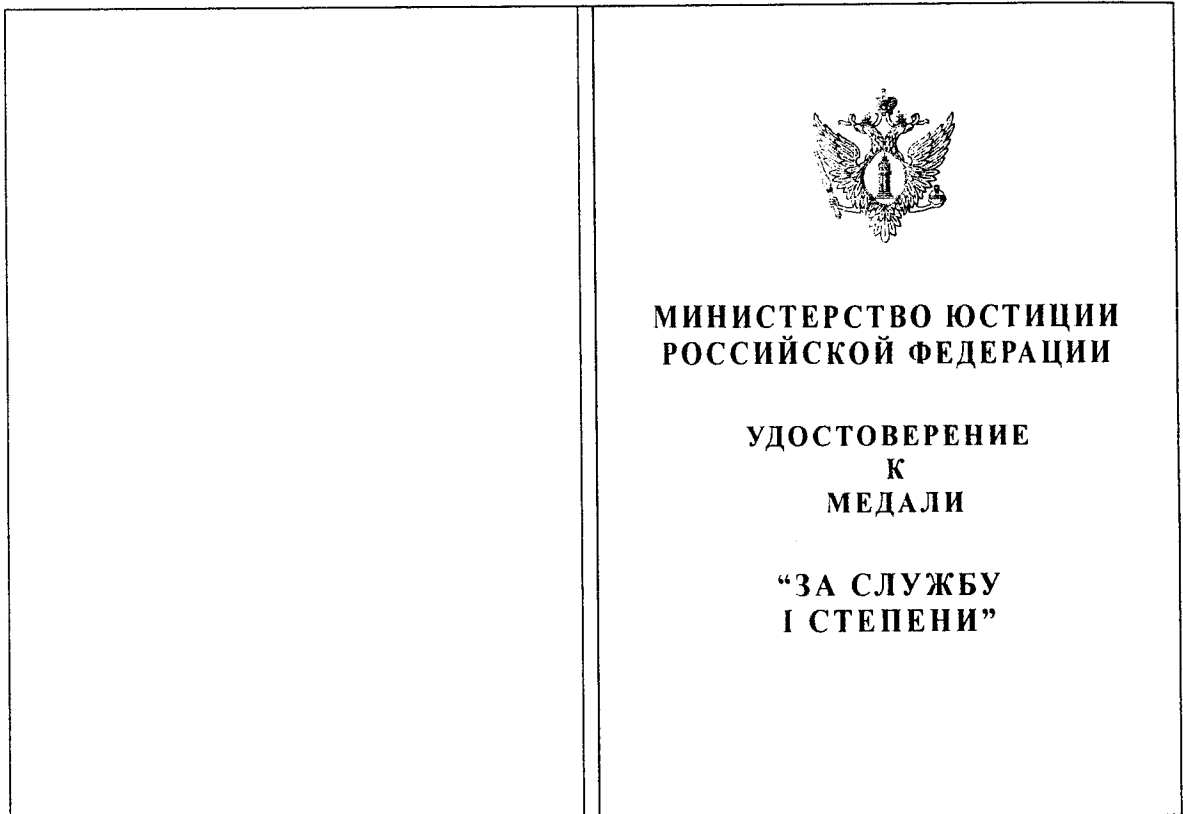 МИНИСТЕРСТВО ЮСТИЦИИ
РОССИЙСКОЙ ФЕДЕРАЦИИ
УДОСТОВЕРЕНИЕ
К
МЕДАЛИ
“ЗА СЛУЖБУ
I СТЕПЕНИ”